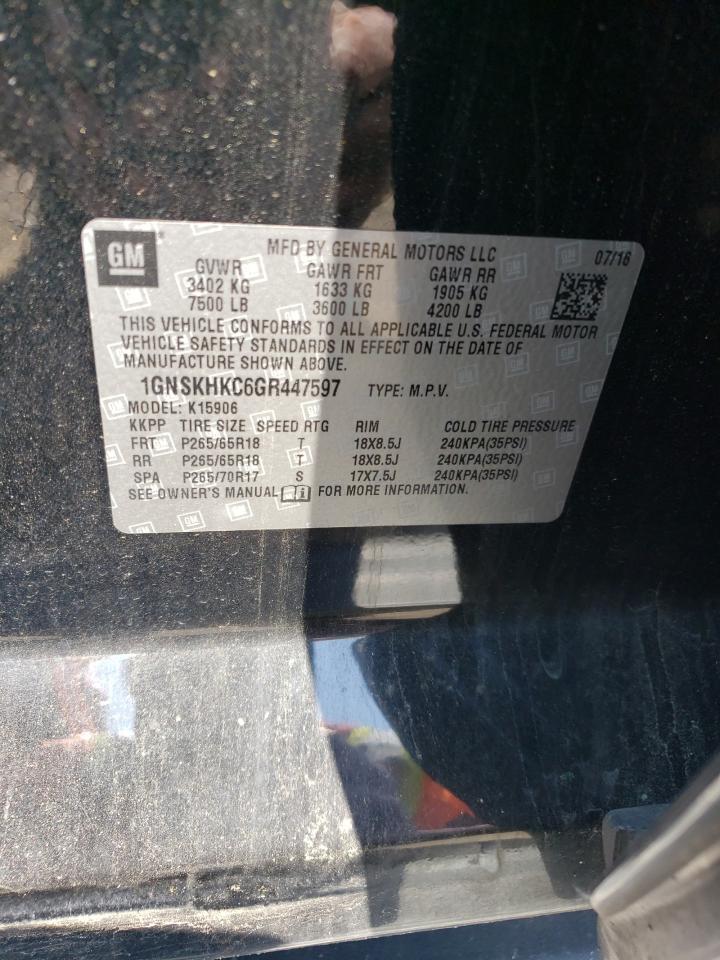 GM
MFD BY GENERAL MOTORS LLC 07/16
GVWR GAWR FRT GAWR RR
3402 KG 1633 KG 1905 KG
7500 LB 3600 LB 4200 LB
THIS VEHICLE CONFORMS TO ALL APPLICABLE U.S. FEDERAL MOTOR
VEHICLE SAFETY STANDARDS IN EFFECT ON THE DATE OF
MANUFACTURE SHOWN ABOVE.
1GNSKHKC6GR447597 TYPE: M.P.V.
MODEL: K15906
KKPP TIRE SIZE SPEED RTG RIM COLD TIRE PRESSURE
FRT P265/65R18 T 18X8.5J 240KPA(35PSI)
RR P265/65R18 T 18X8.5J 240KPA(35PSI)
SPA P265/70R17 S 17X7.5J 240KPA(35PSI)
SEE OWNER'S MANUAL FOR MORE INFORMATION.